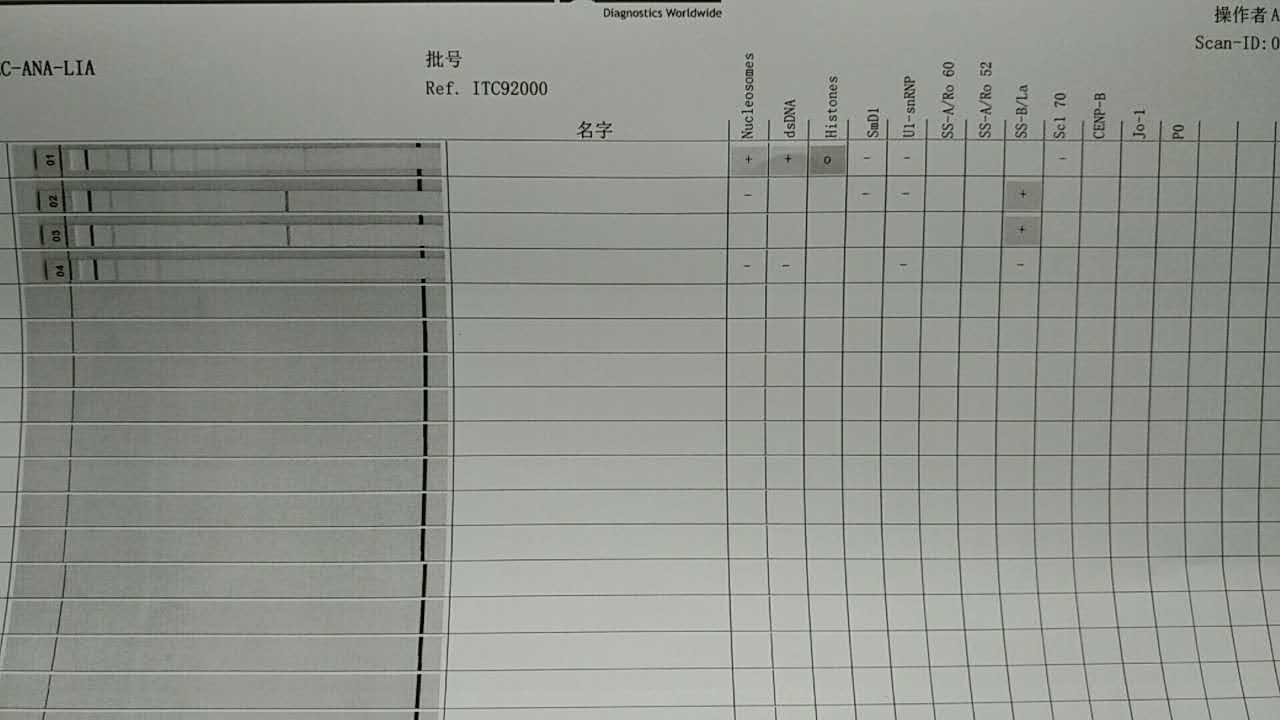 Diagnostics Worldwide
操作者 A
C-ANA-LIA
批号
Scan-ID: 0
Ref. ITC92000
名字
Nucleosomes
dsDNA
Histones
SmD1
U1-snRNP
SS-A/Ro 60
SS-A/Ro 52
SS-B/La
Scl 70
CENP-B
Jo-1
PO
01 + + o - - -
02 - - - +
03 +
04 - - - -